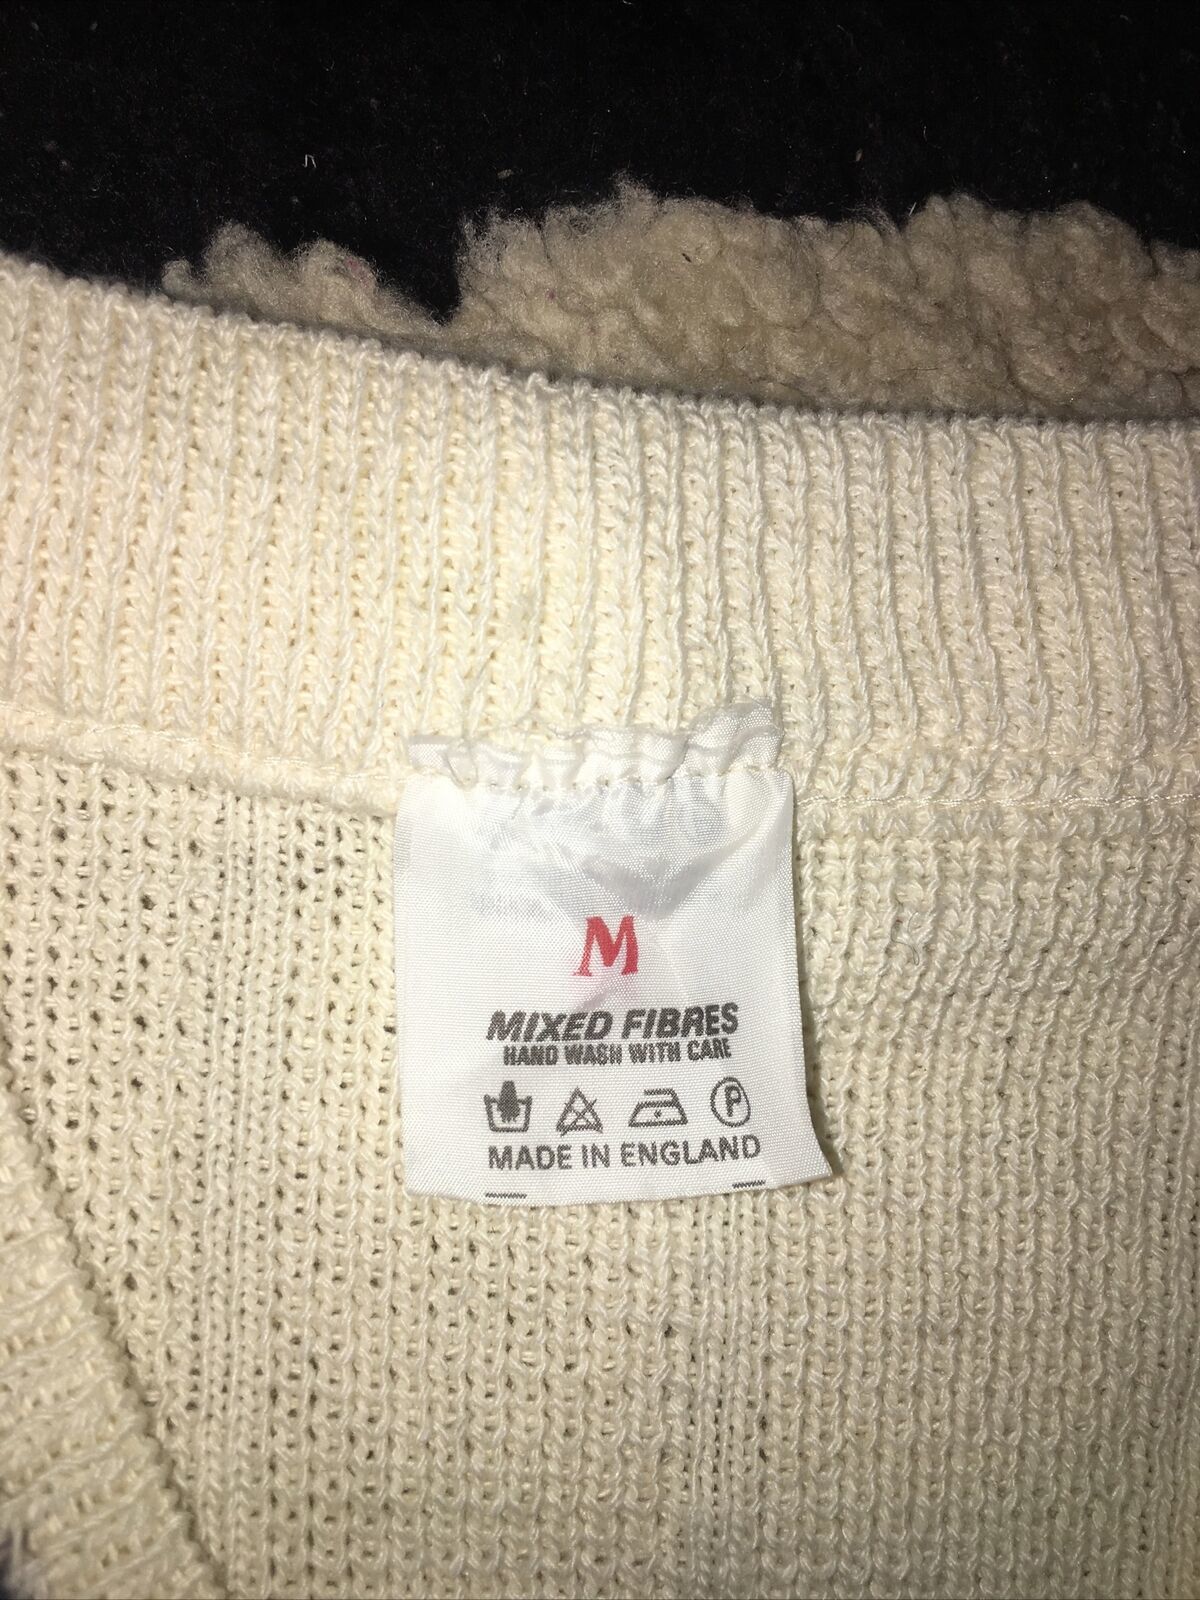 M
MIXED FIBRES
HAND WASH WITH CARE
P
MADE IN ENGLAND